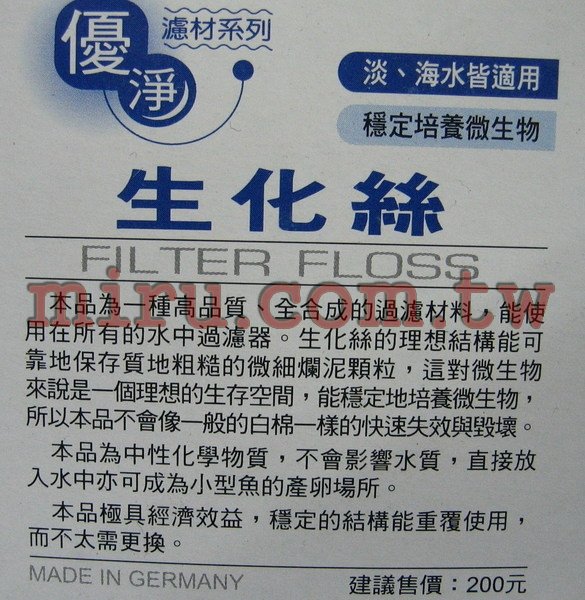 優淨
濾材系列
淡、海水皆適用
穩定培養微生物
生化絲
FILTER FLOSS
miru.com.tw
本品為一種高品質、全合成的過濾材料，能使
用在所有的水中過濾器。生化絲的理想結構能可
靠地保存質地粗糙的微細爛泥顆粒，這對微生物
來說是一個理想的生存空間，能穩定地培養微生物，
所以本品不會像一般的白棉一樣的快速失效與毀壞。
本品為中性化學物質，不會影響水質，直接放
入水中亦可成為小型魚的產卵場所。
本品極具經濟效益，穩定的結構能重覆使用，
而不太需更換。
MADE IN GERMANY
建議售價：200元